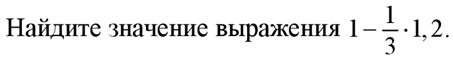 Найдите значение выражения 1 − 1/3 · 1,2.